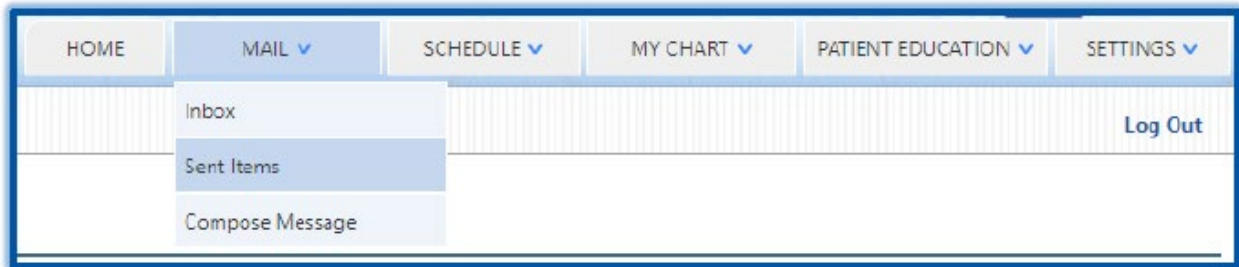 HOME MAIL SCHEDULE MY CHART PATIENT EDUCATION SETTINGS
Inbox
Log Out
Sent Items
Compose Message